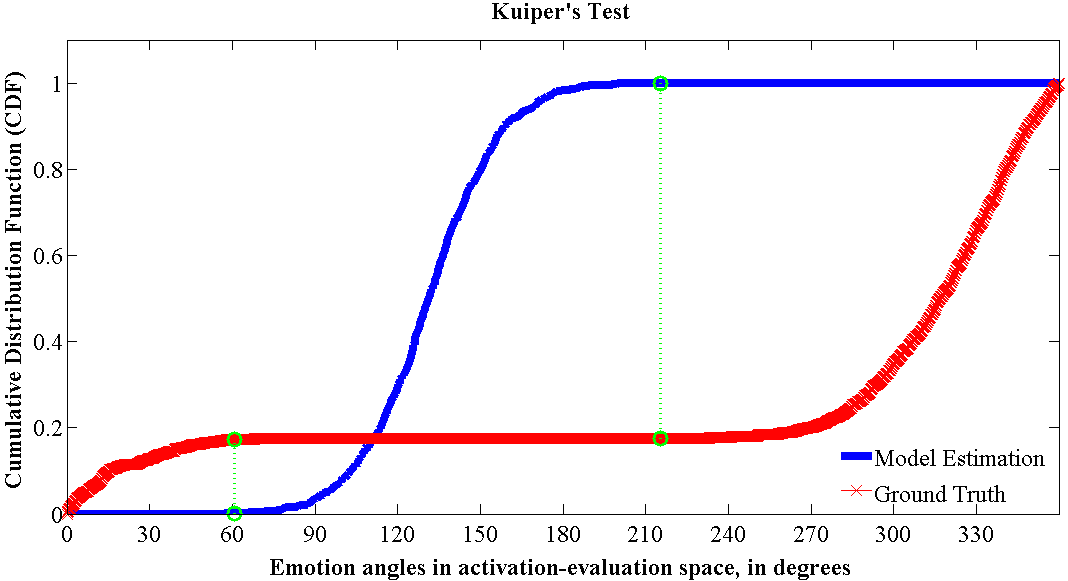 Kuiper's Test
Cumulative Distribution Function (CDF)
1
0.8
0.6
0.4
0.2
0
0 30 60 90 120 150 180 210 240 270 300 330
Model Estimation
Ground Truth
Emotion angles in activation-evaluation space, in degrees